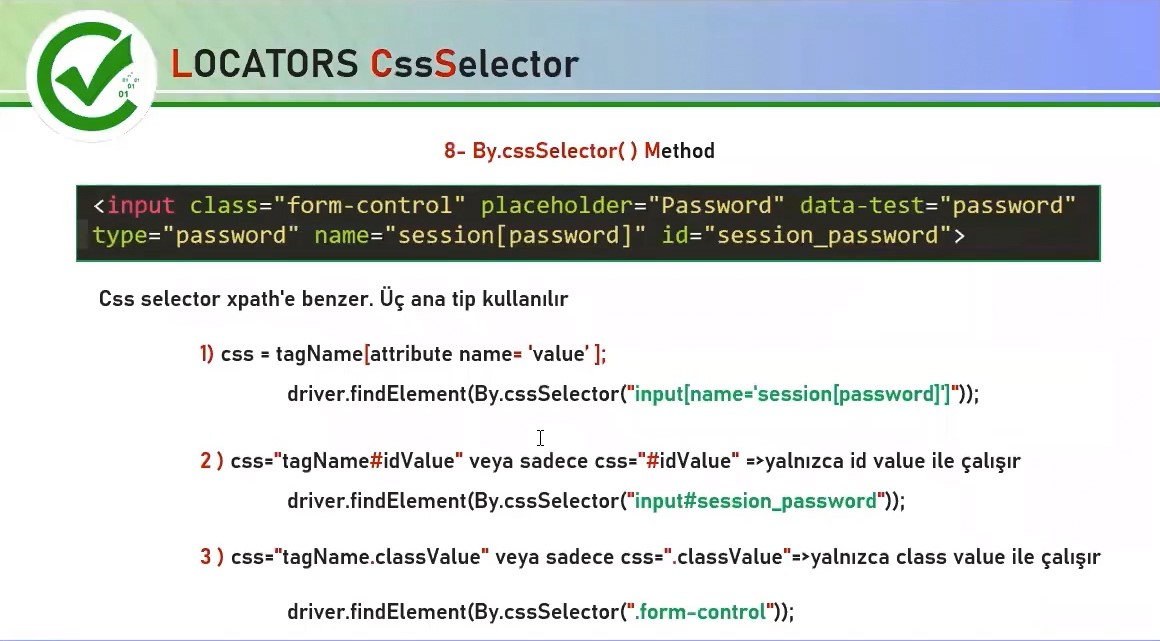 LOCATORS CssSelector
8- By.cssSelector( ) Method
<input class="form-control" placeholder="Password" data-test="password"
type="password" name="session[password]" id="session_password">
Css selector xpath'e benzer. Üç ana tip kullanılır
1) css = tagName[attribute name= 'value’ ];
driver.findElement(By.cssSelector("input[name='session[password]']"));
2 ) css="tagName#idValue" veya sadece css="#idValue" =>yalnızca id value ile çalışır
driver.findElement(By.cssSelector("input#session_password"));
3 ) css="tagName.classValue" veya sadece css=".classValue"=>yalnızca class value ile çalışır
driver.findElement(By.cssSelector(".form-control"));